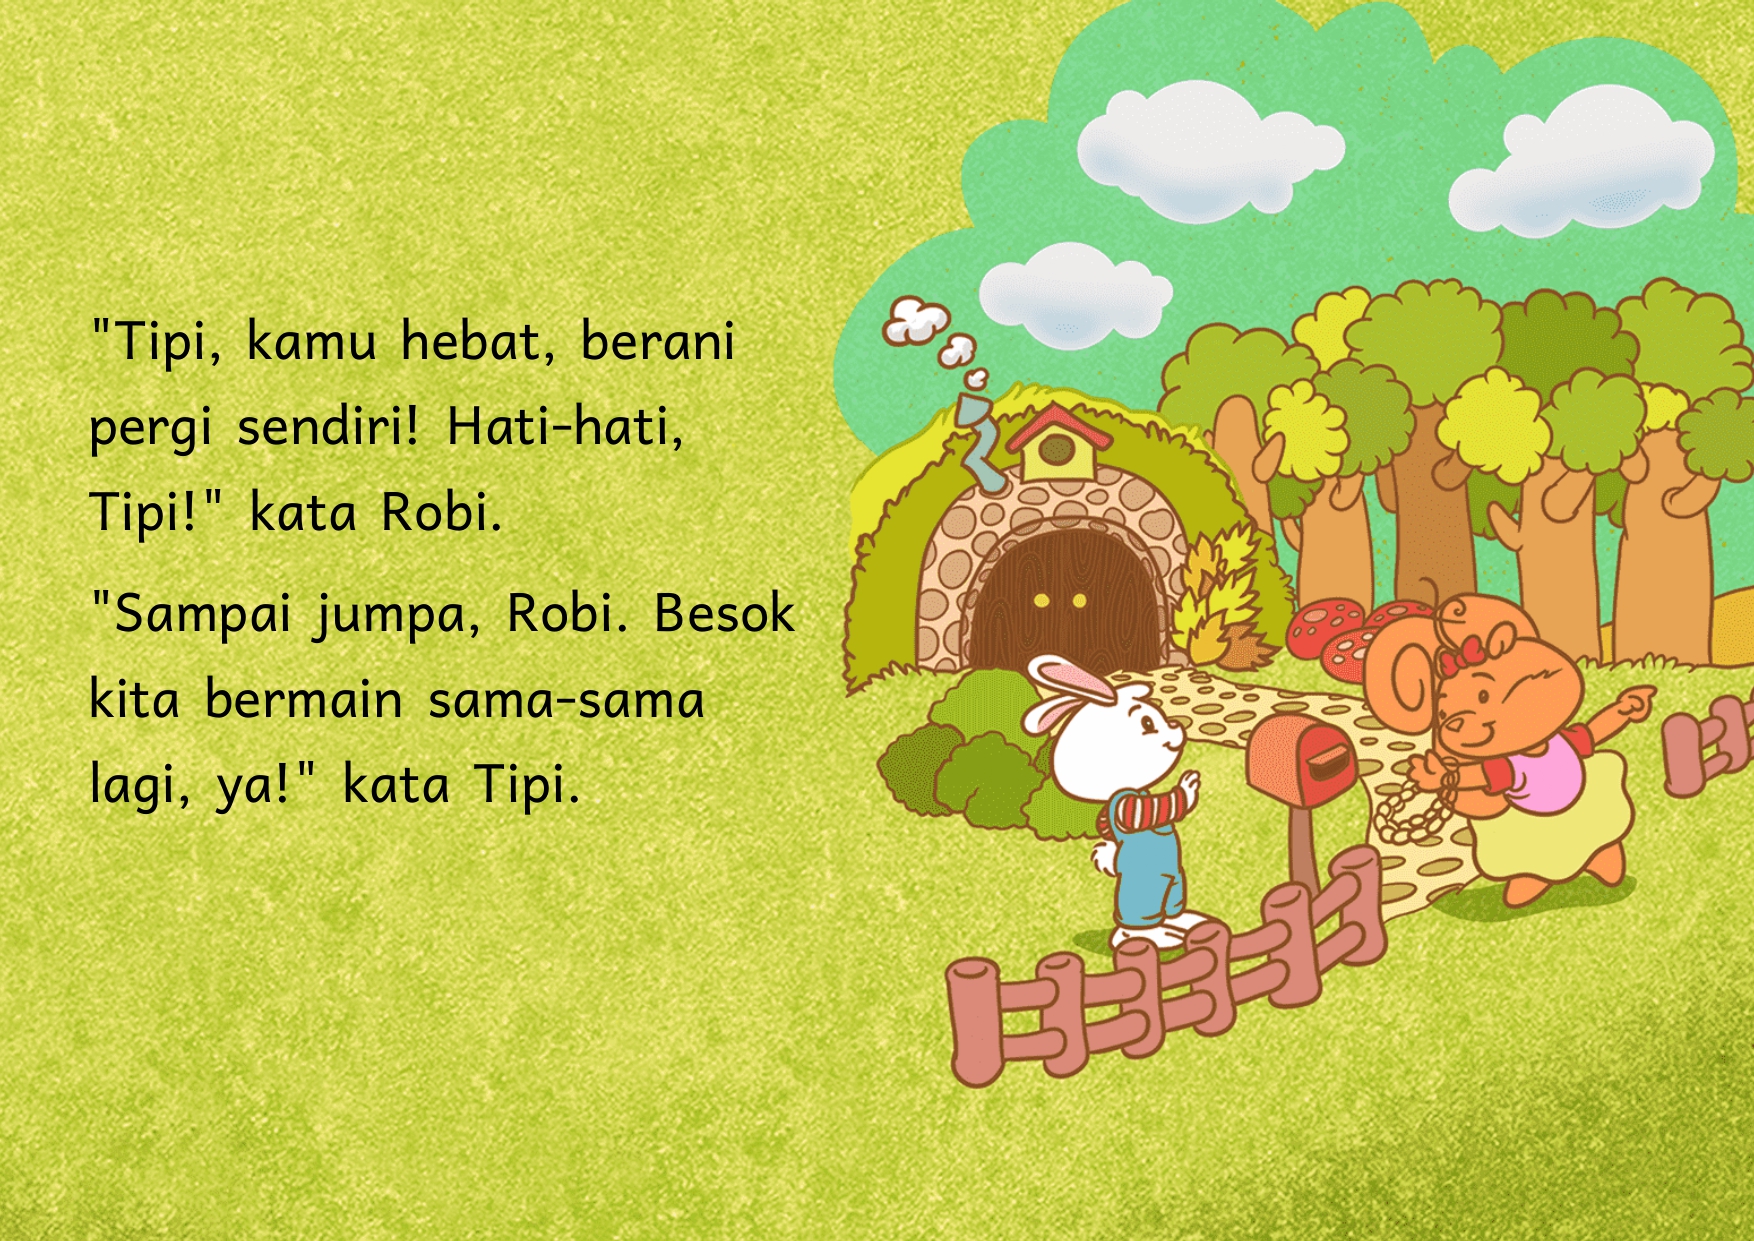 "Tipi, kamu hebat, berani
pergi sendiri! Hati-hati,
Tipi!" kata Robi.
"Sampai jumpa, Robi. Besok
kita bermain sama-sama
lagi, ya!" kata Tipi.